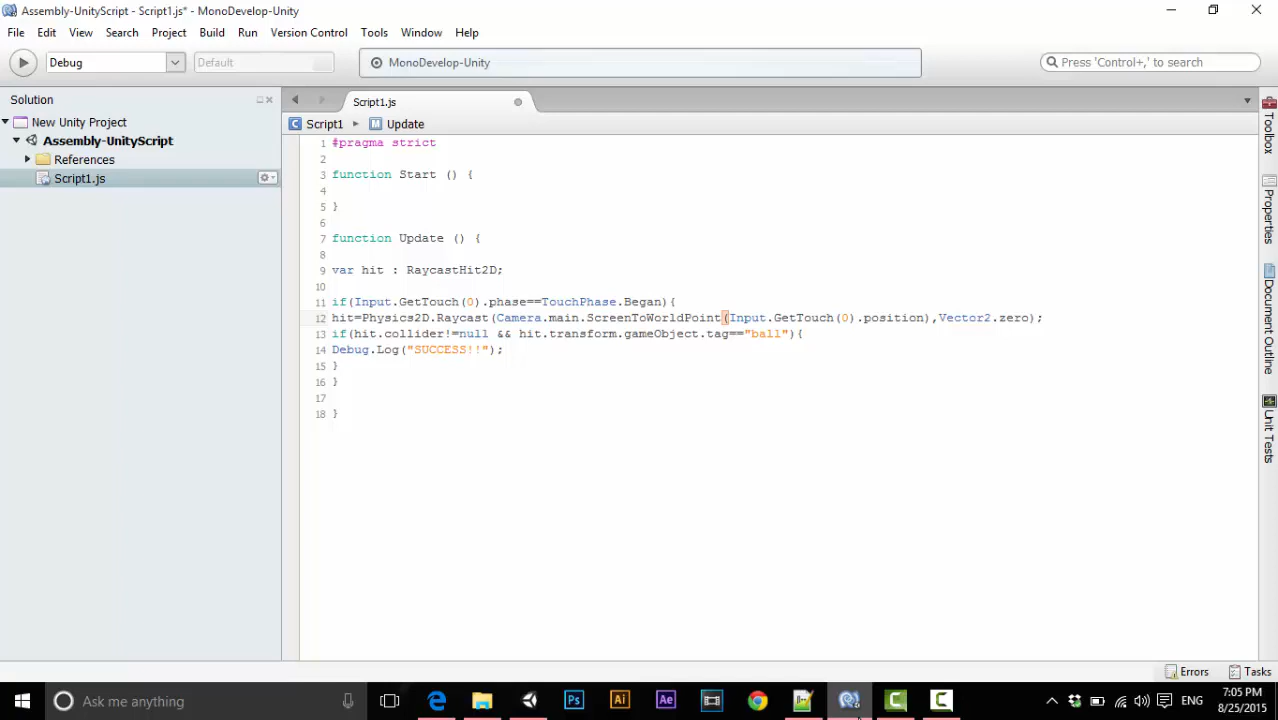 Assembly-UnityScript - Script1.js* - MonoDevelop-Unity
File Edit View Search Project Build Run Version Control Tools Window Help
Debug Default MonoDevelop-Unity Press 'Control+,' to search
Solution
New Unity Project
Assembly-UnityScript
References
Script1.js
Script1.js
Script1 Update
1 #pragma strict
2
3 function Start () {
4
5 }
6
7 function Update () {
8
9 var hit : RaycastHit2D;
10
11 if(Input.GetTouch(0).phase==TouchPhase.Began){
12 hit=Physics2D.Raycast(Camera.main.ScreenToWorldPoint(Input.GetTouch(0).position),Vector2.zero);
13 if(hit.collider!=null && hit.transform.gameObject.tag=="ball"){
14 Debug.Log("SUCCESS!!");
15 }
16 }
17
18 }
Toolbox
Properties
Document Outline
Unit Tests
Errors Tasks
Ask me anything
Ps Ai Ae
ENG
7:05 PM
8/25/2015